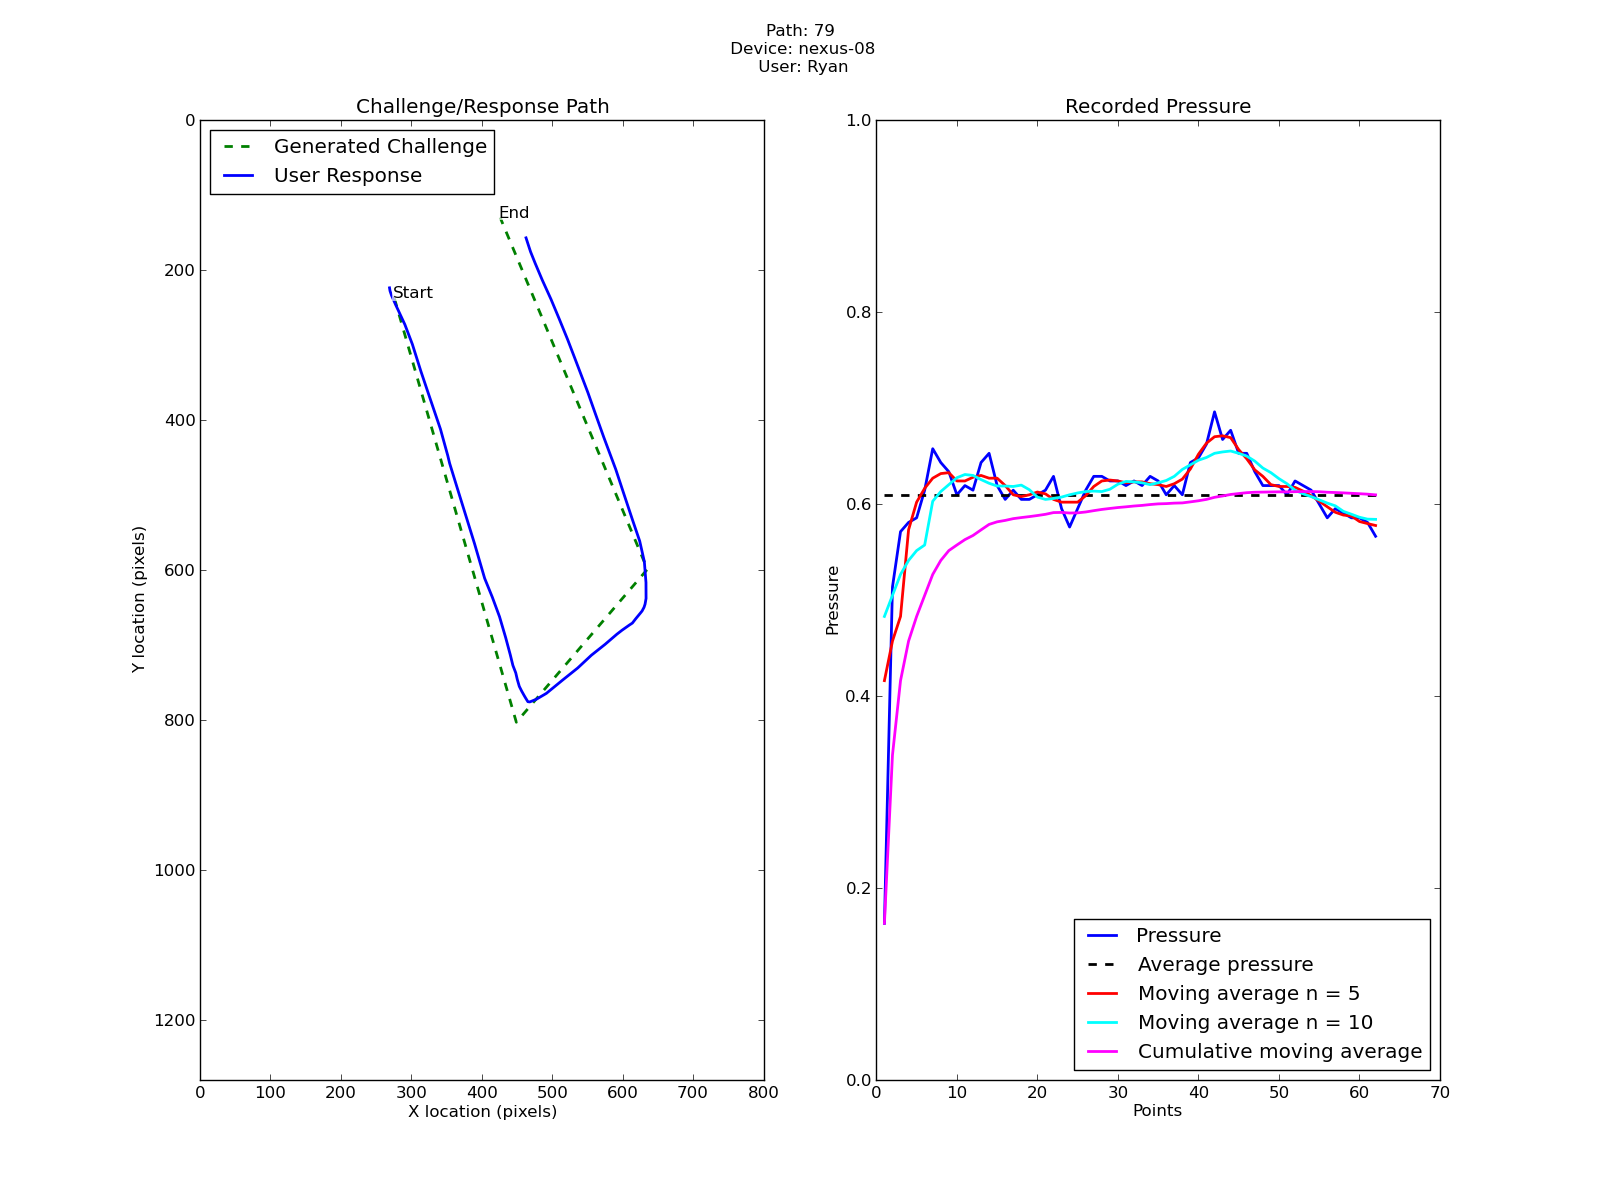 Path: 79
Device: nexus-08
User: Ryan
Challenge/Response Path
Generated Challenge
User Response
End
Start
0
200
400
600
800
1000
1200
Y location (pixels)
0 100 200 300 400 500 600 700 800
X location (pixels)
Recorded Pressure
1.0
0.8
0.6
0.4
0.2
0.0
Pressure
Pressure
Average pressure
Moving average n = 5
Moving average n = 10
Cumulative moving average
0 10 20 30 40 50 60 70
Points